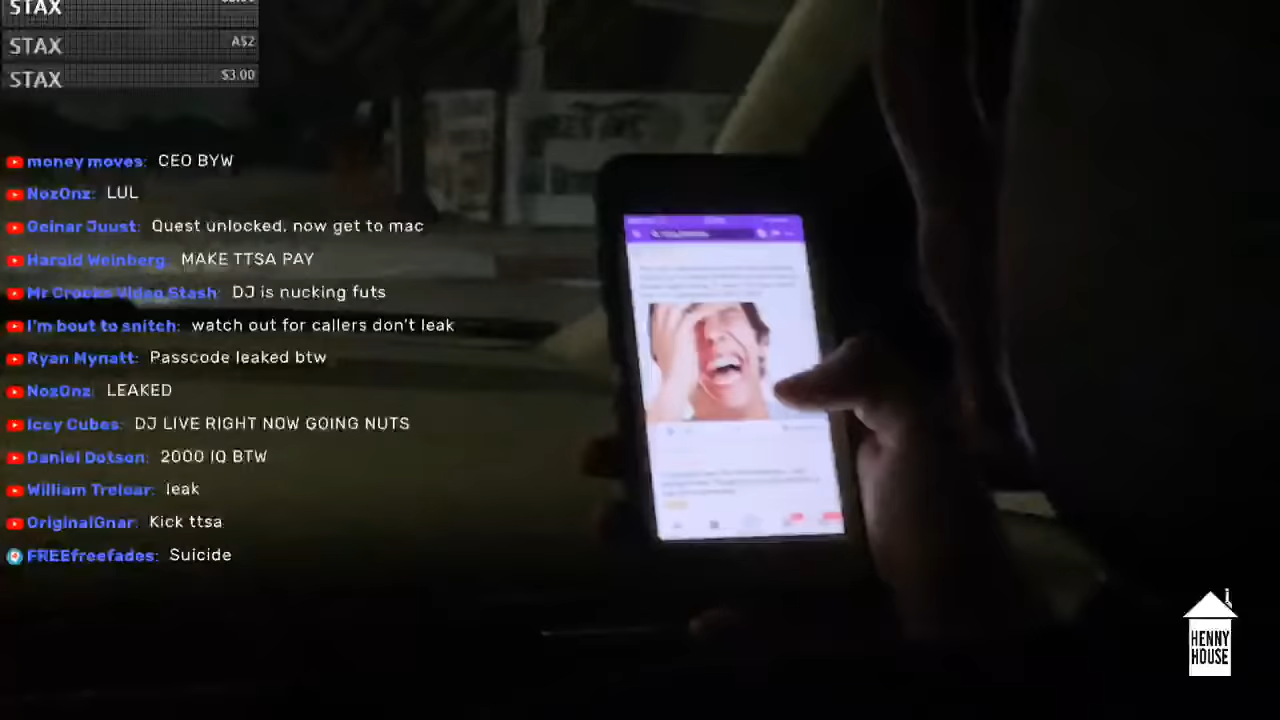 STAX
STAX A$2
STAX $3.00
money moves: CEO BYW
NozOnz: LUL
Geinar Juust: Quest unlocked. now get to mac
Harold Weinberg: MAKE TTSA PAY
Mr Crooks Video Stash: DJ is nucking futs
I'm bout to snitch: watch out for callers don't leak
Ryan Mynatt: Passcode leaked btw
NozOnz: LEAKED
Icey Cubes: DJ LIVE RIGHT NOW GOING NUTS
Daniel Dotson: 2000 IQ BTW
William Treloar: leak
OriginalGnar: Kick ttsa
FREEfreefades: Suicide
HENNY
HOUSE